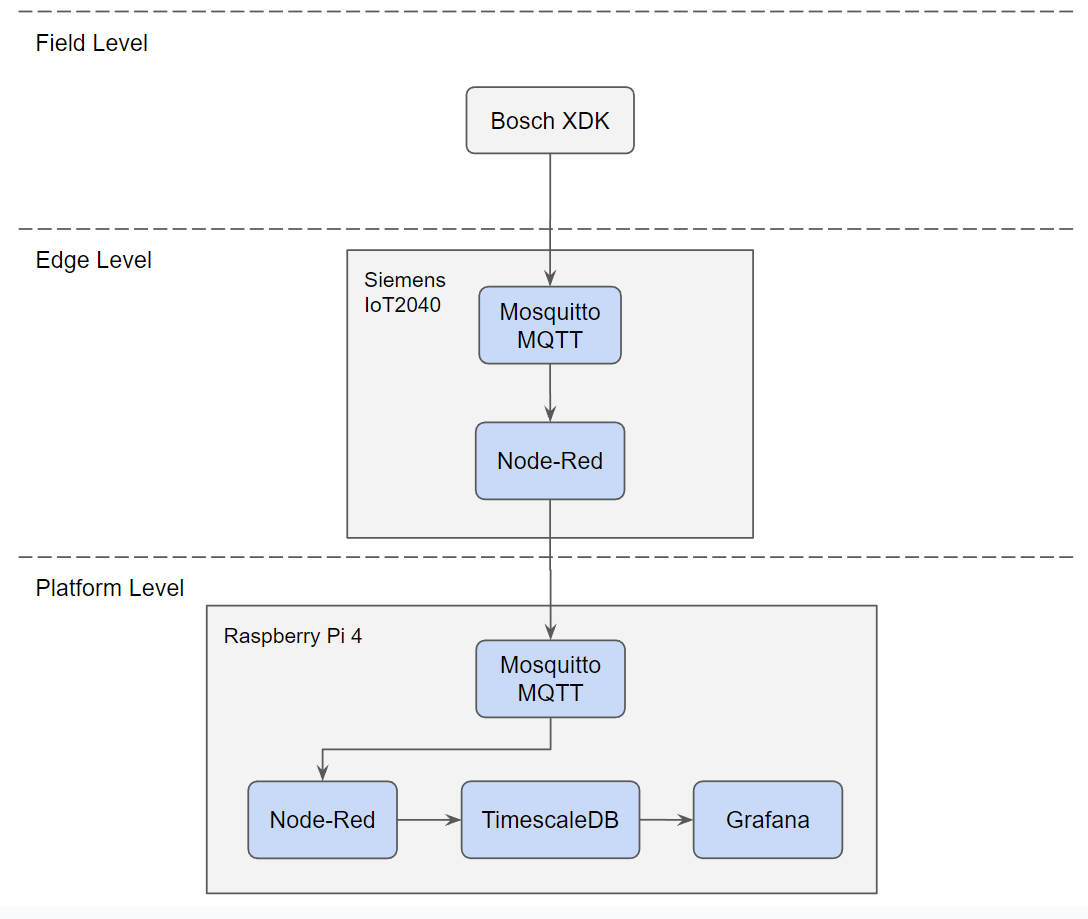 Field Level
Bosch XDK
Edge Level
Siemens
IoT2040
Mosquitto
MQTT
Node-Red
Platform Level
Raspberry Pi 4
Mosquitto
MQTT
Node-Red
TimescaleDB
Grafana